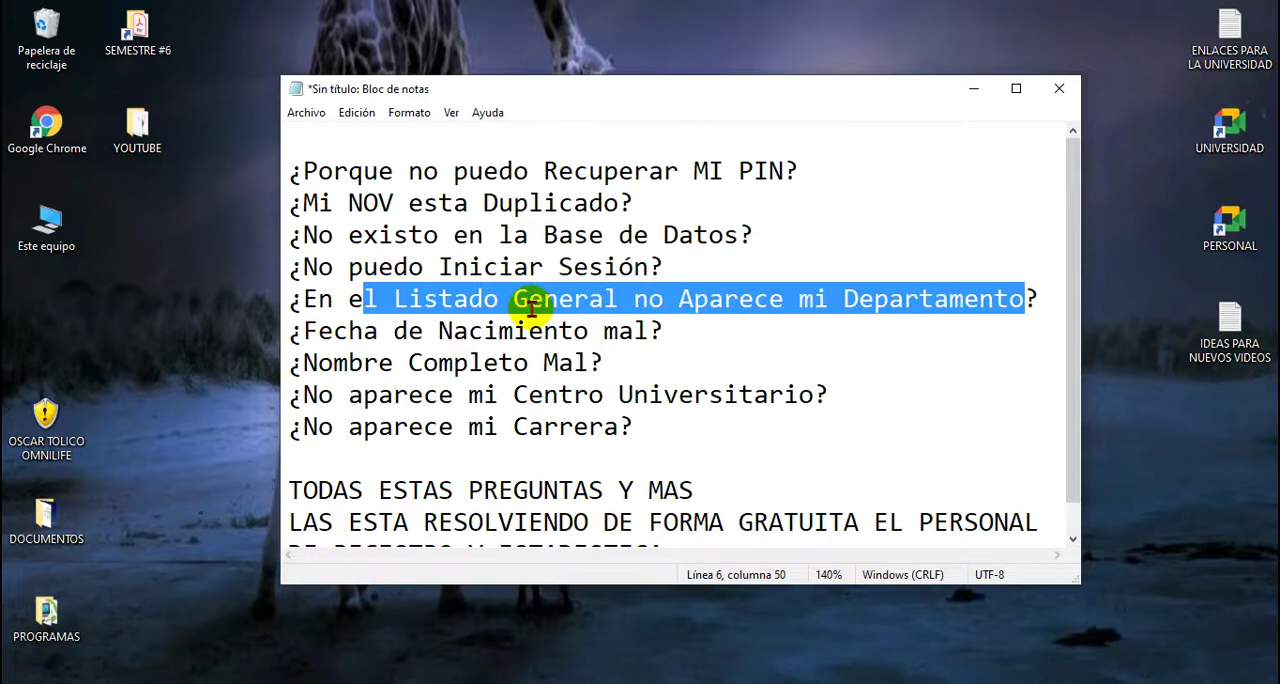 Papelera de
reciclaje
SEMESTRE #6
Google Chrome
YOUTUBE
Este equipo
OSCAR TOLICO
OMNILIFE
DOCUMENTOS
PROGRAMAS
*Sin título: Bloc de notas
Archivo Edición Formato Ver Ayuda
¿Porque no puedo Recuperar MI PIN?
¿Mi NOV esta Duplicado?
¿No existo en la Base de Datos?
¿No puedo Iniciar Sesión?
¿En el Listado General no Aparece mi Departamento?
¿Fecha de Nacimiento mal?
¿Nombre Completo Mal?
¿No aparece mi Centro Universitario?
¿No aparece mi Carrera?
TODAS ESTAS PREGUNTAS Y MAS
LAS ESTA RESOLVIENDO DE FORMA GRATUITA EL PERSONAL
DE REGISTRO Y ESTADISTICA
Línea 6, columna 50 140% Windows (CRLF) UTF-8
ENLACES PARA
LA UNIVERSIDAD
UNIVERSIDAD
PERSONAL
IDEAS PARA
NUEVOS VIDEOS